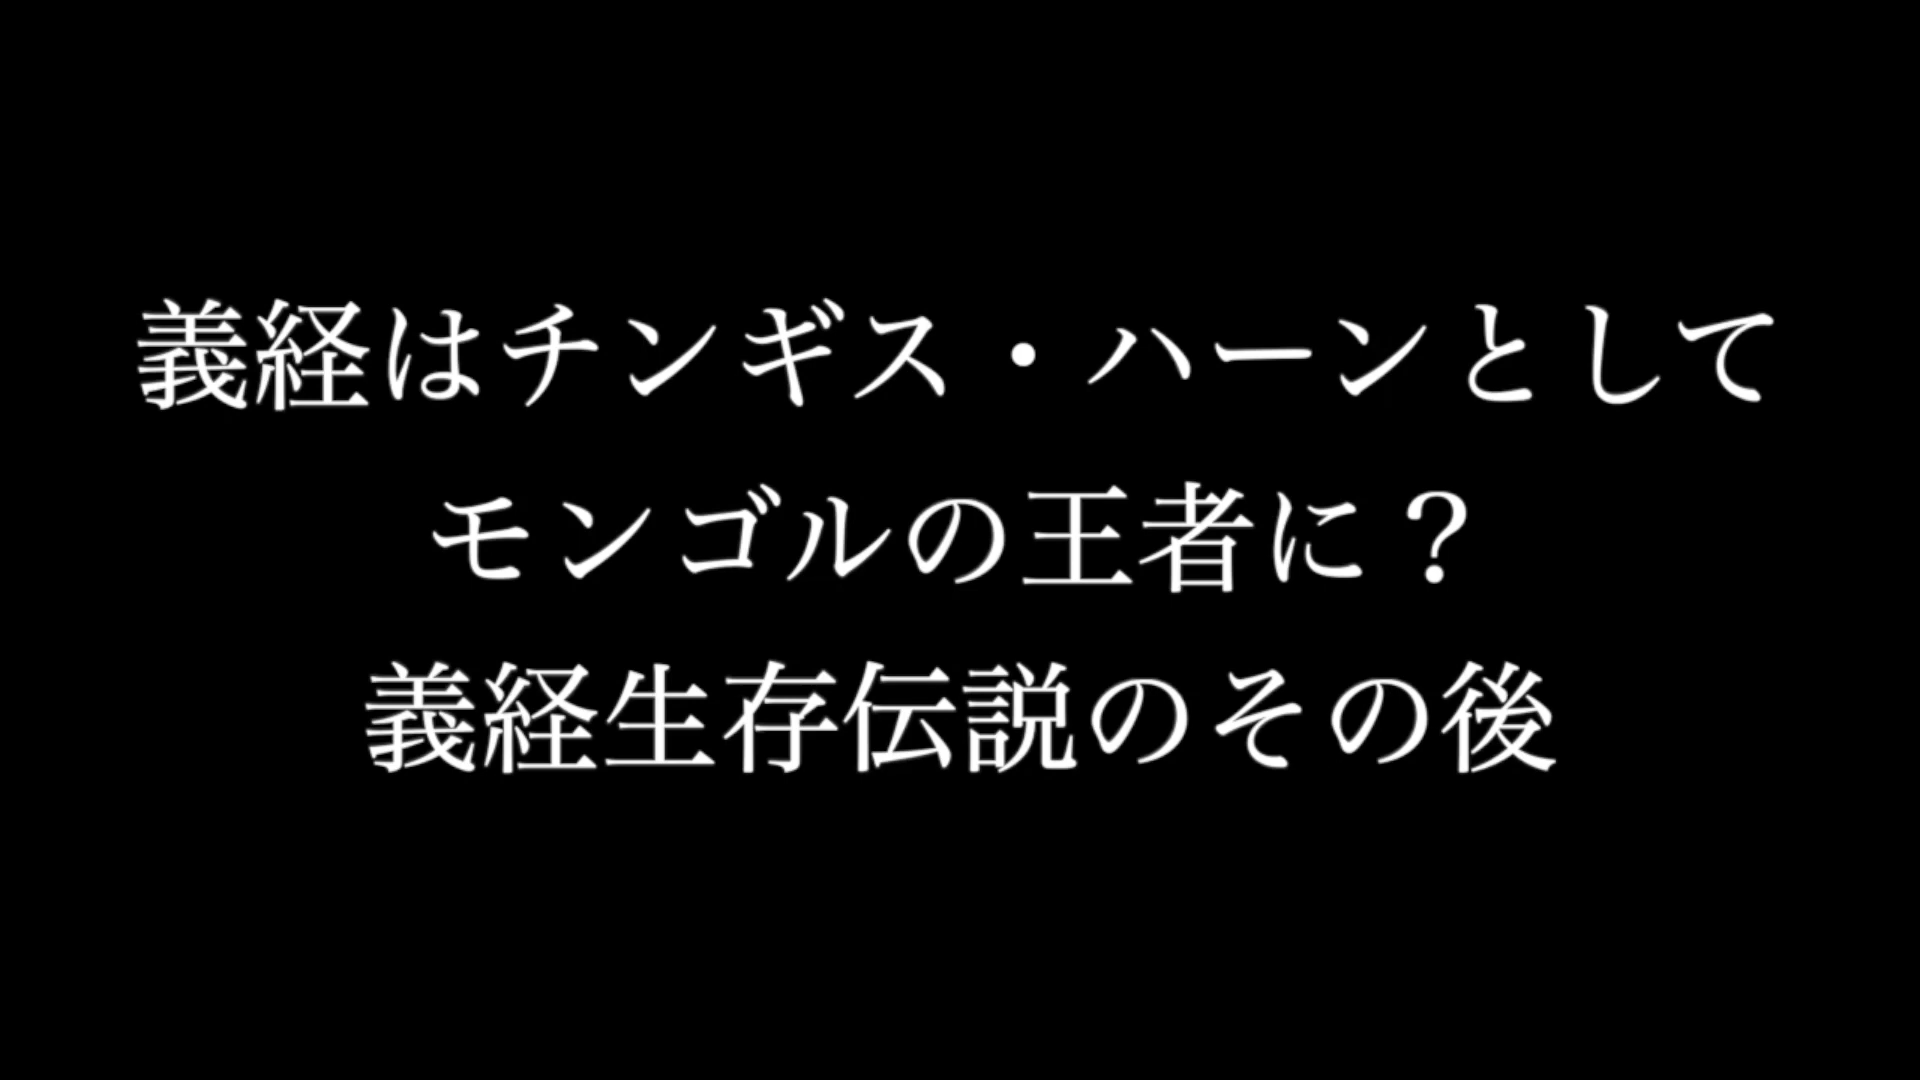 義経はチンギス・ハーンとして
モンゴルの王者に？
義経生存伝説のその後